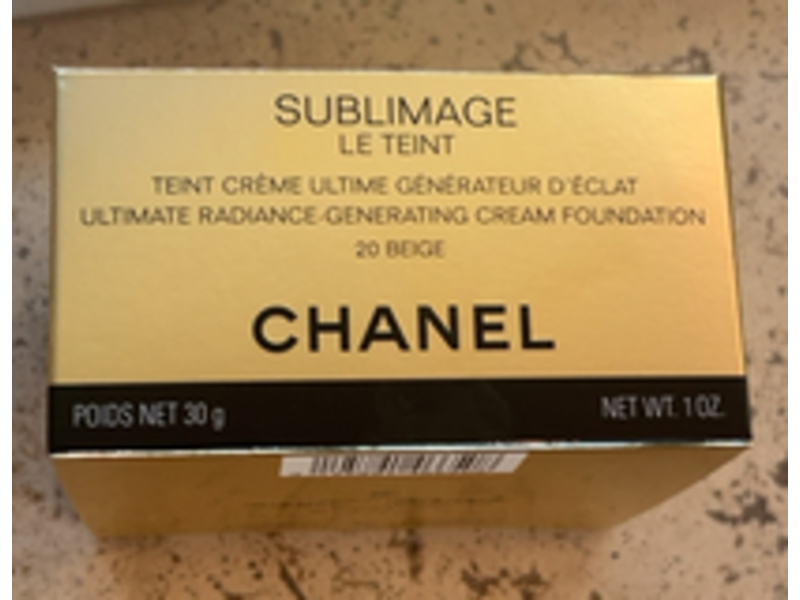 SUBLIMAGE
LE TEINT
TEINT CRÈME ULTIME GÉNÉRATEUR D'ÉCLAT
ULTIMATE RADIANCE-GENERATING CREAM FOUNDATION
20 BEIGE
CHANEL
POIDS NET 30 g NET WT. 1 OZ.